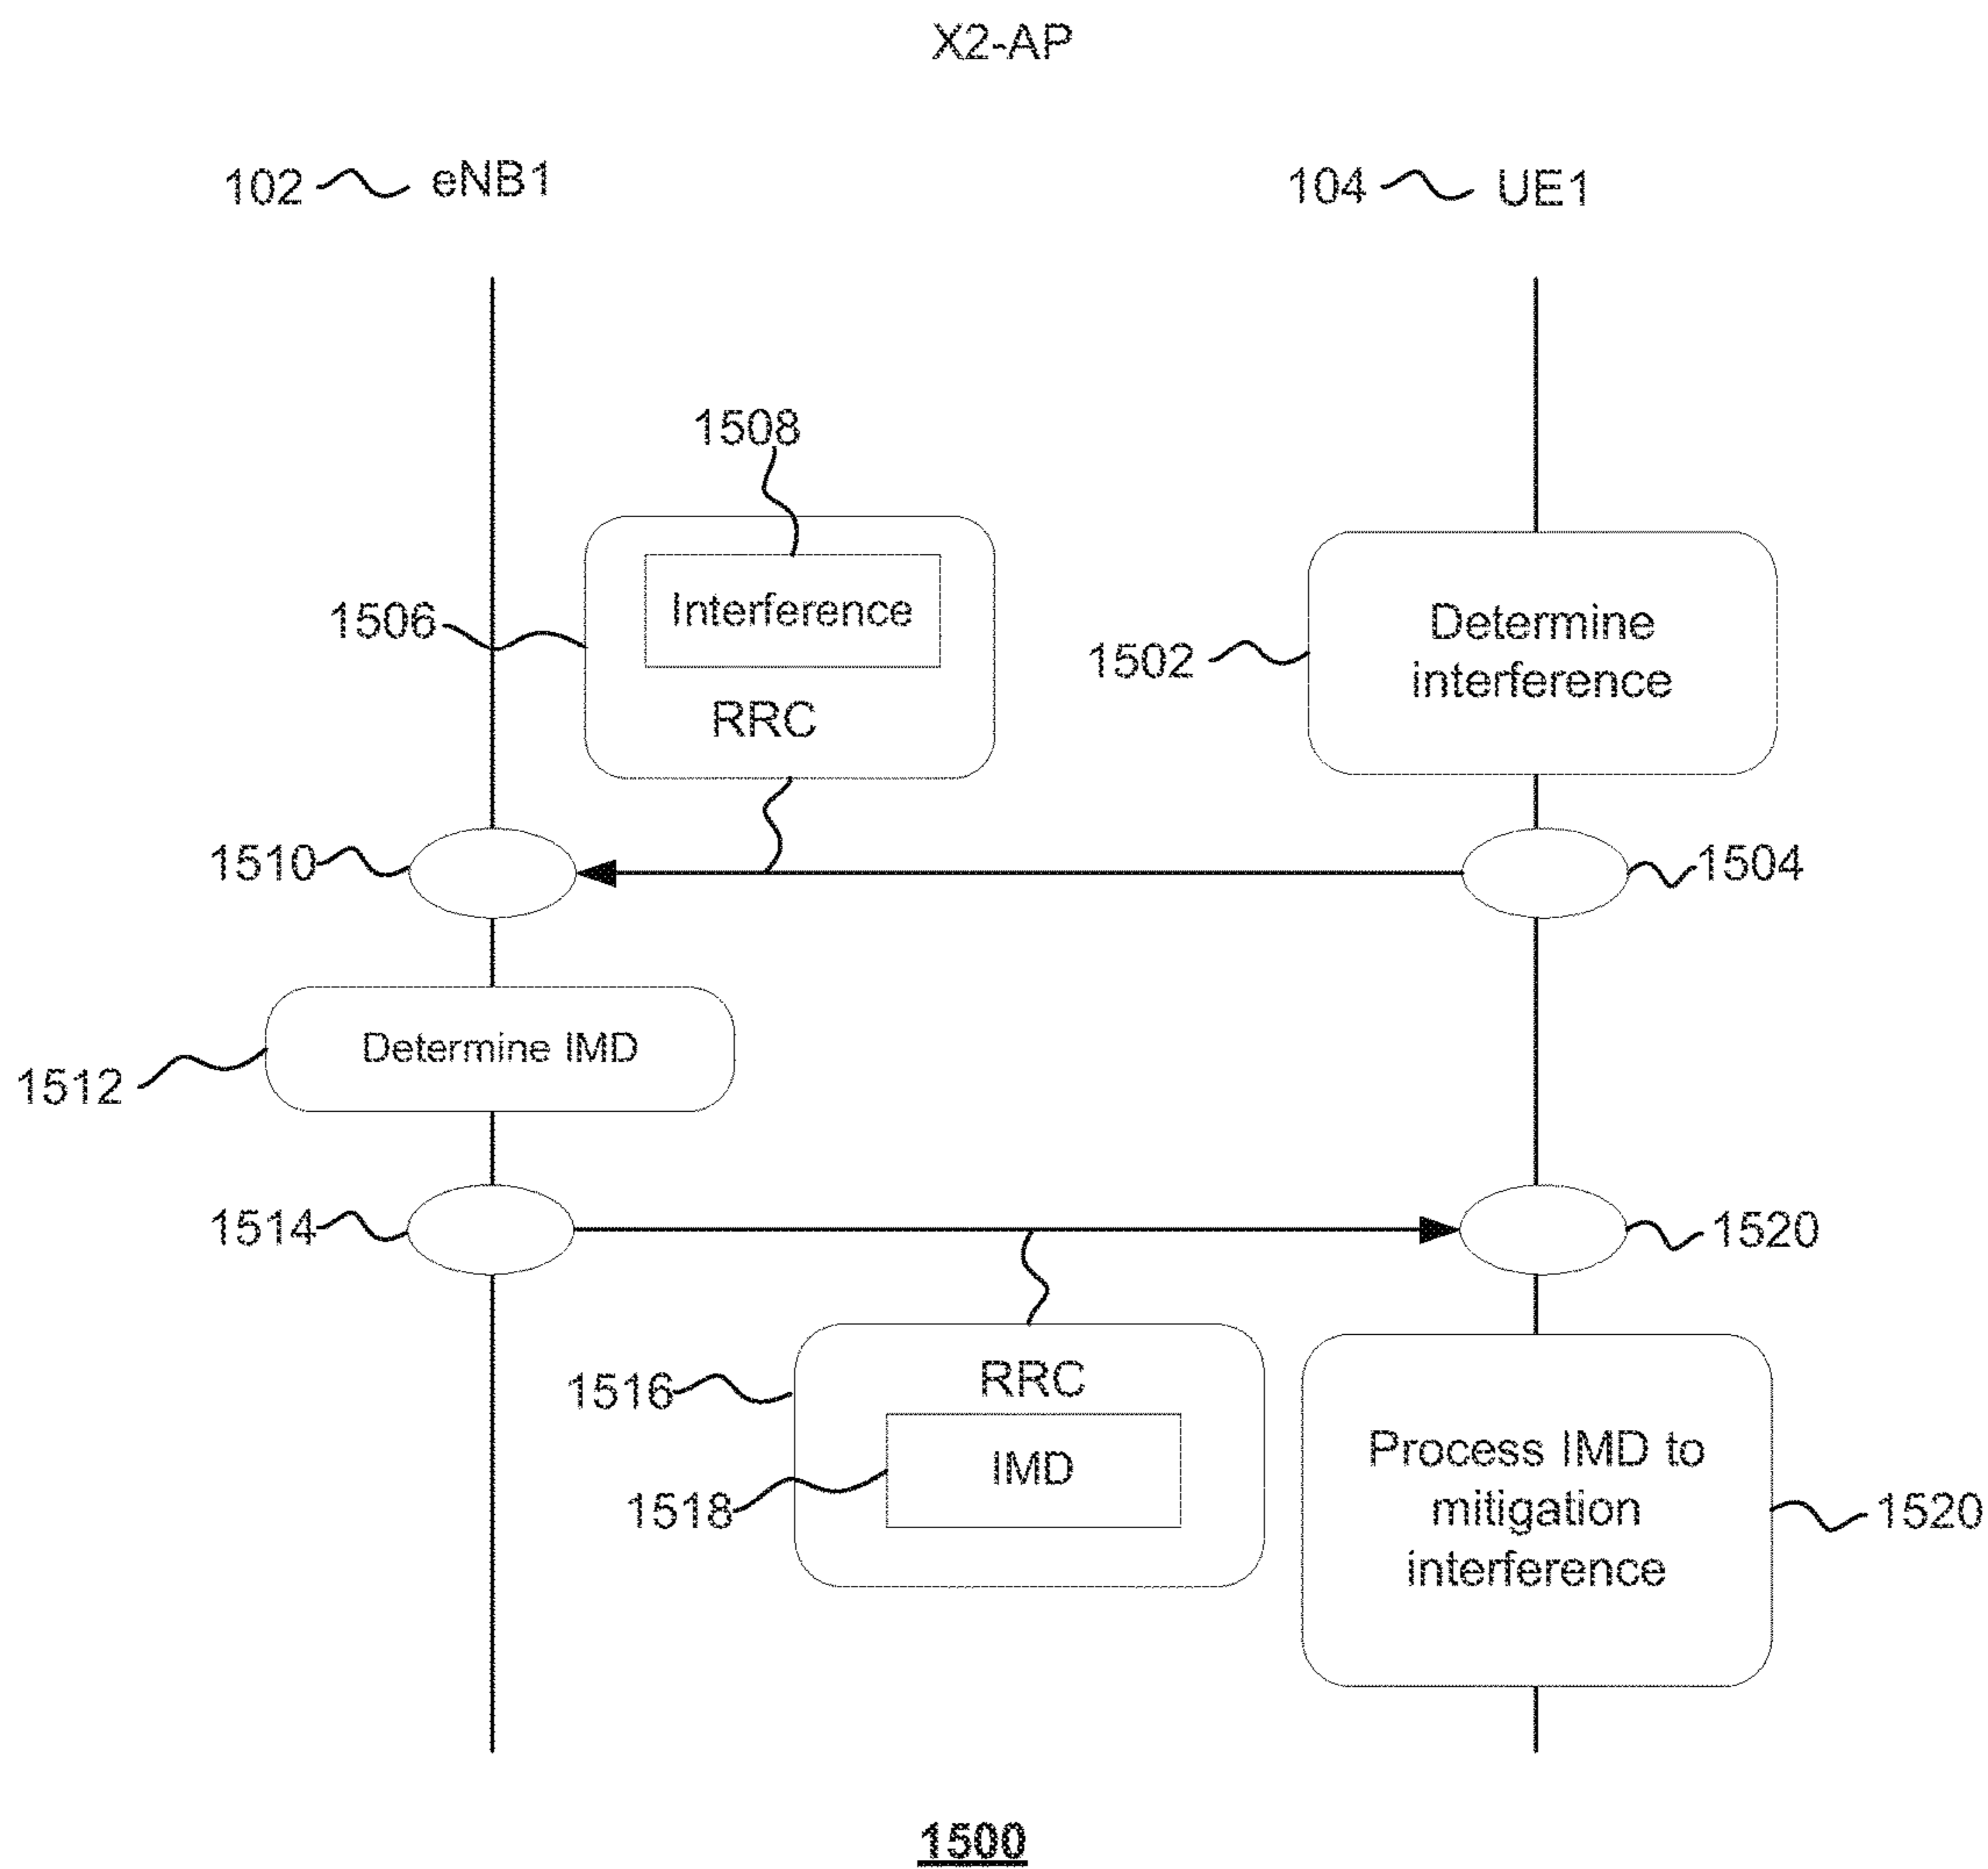 X2-AP
102 eNB1
104 UE1
1508
Interference
1506
RRC
Determine
interference
1502
1510
1504
Determine IMD
1512
1514
1520
RRC
1516
IMD
1518
Process IMD to
mitigation
interference
1520
1500